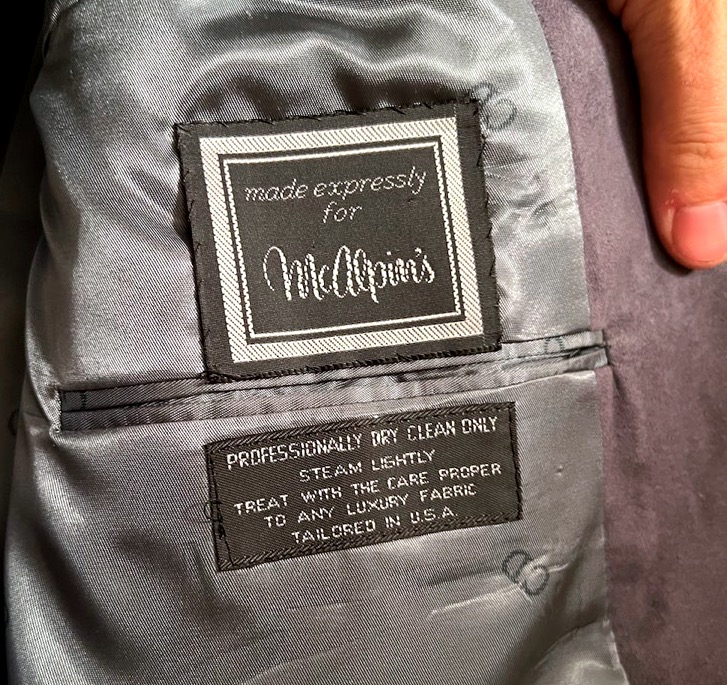 made expressly
for
McAlpin's
PROFESSIONALLY DRY CLEAN ONLY
STEAM LIGHTLY
TREAT WITH THE CARE PROPER
TO ANY LUXURY FABRIC
TAILORED IN U.S.A.